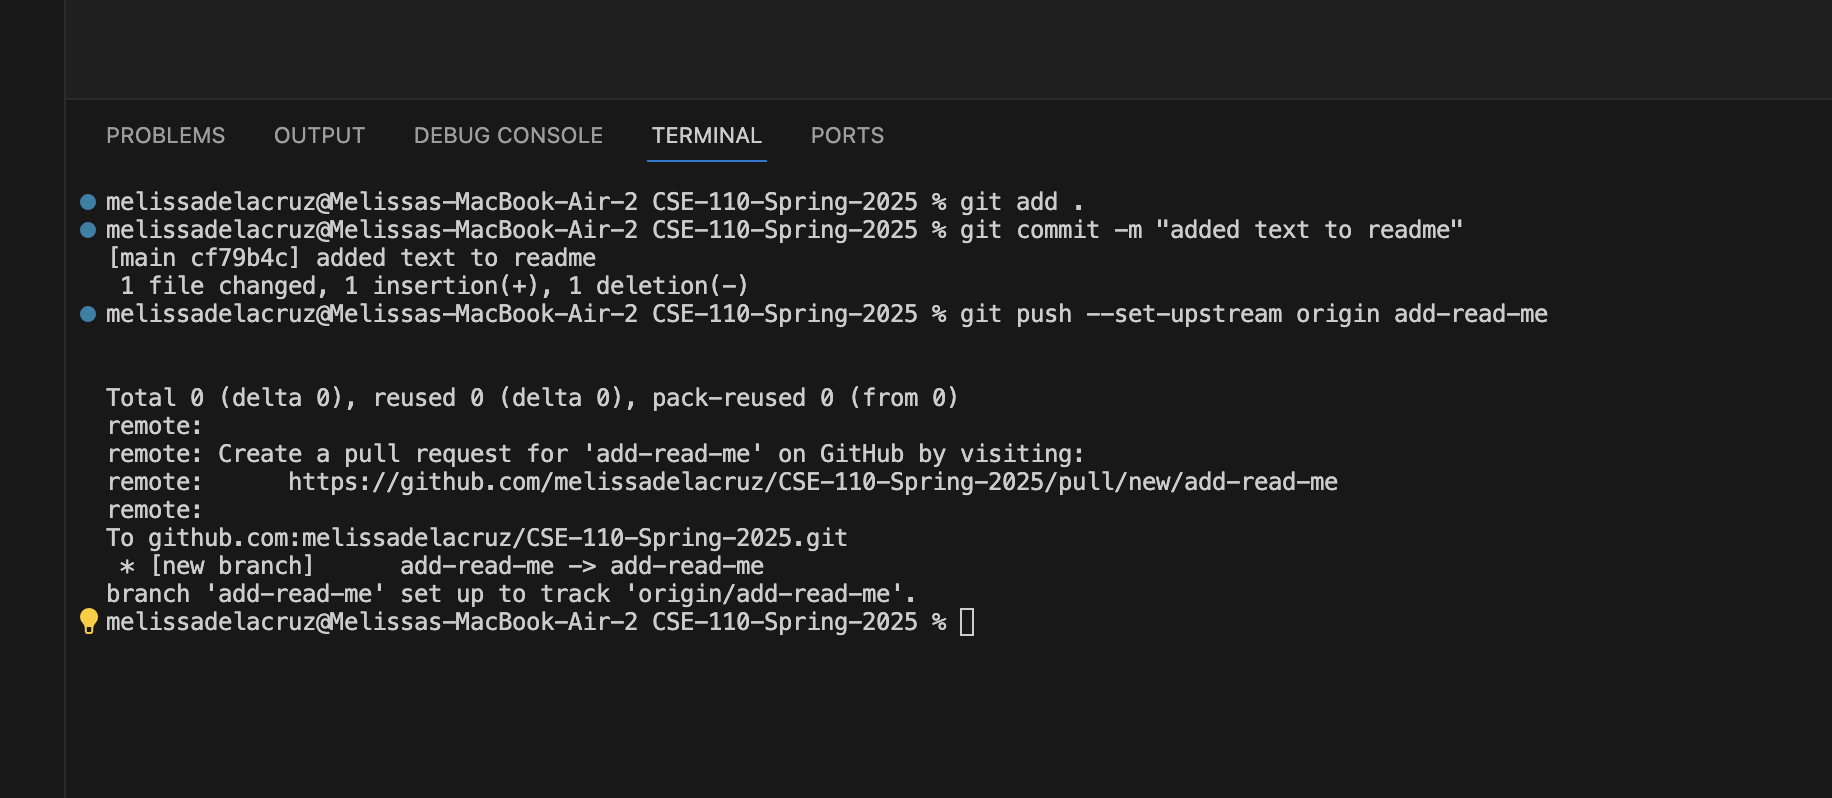 PROBLEMS OUTPUT DEBUG CONSOLE TERMINAL PORTS
melissadelacruz@Melissas-MacBook-Air-2 CSE-110-Spring-2025 % git add .
melissadelacruz@Melissas-MacBook-Air-2 CSE-110-Spring-2025 % git commit -m "added text to readme"
[main cf79b4c] added text to readme
 1 file changed, 1 insertion(+), 1 deletion(-)
melissadelacruz@Melissas-MacBook-Air-2 CSE-110-Spring-2025 % git push --set-upstream origin add-read-me
Total 0 (delta 0), reused 0 (delta 0), pack-reused 0 (from 0)
remote:
remote: Create a pull request for 'add-read-me' on GitHub by visiting:
remote:      https://github.com/melissadelacruz/CSE-110-Spring-2025/pull/new/add-read-me
remote:
To github.com:melissadelacruz/CSE-110-Spring-2025.git
 * [new branch]      add-read-me -> add-read-me
branch 'add-read-me' set up to track 'origin/add-read-me'.
melissadelacruz@Melissas-MacBook-Air-2 CSE-110-Spring-2025 %